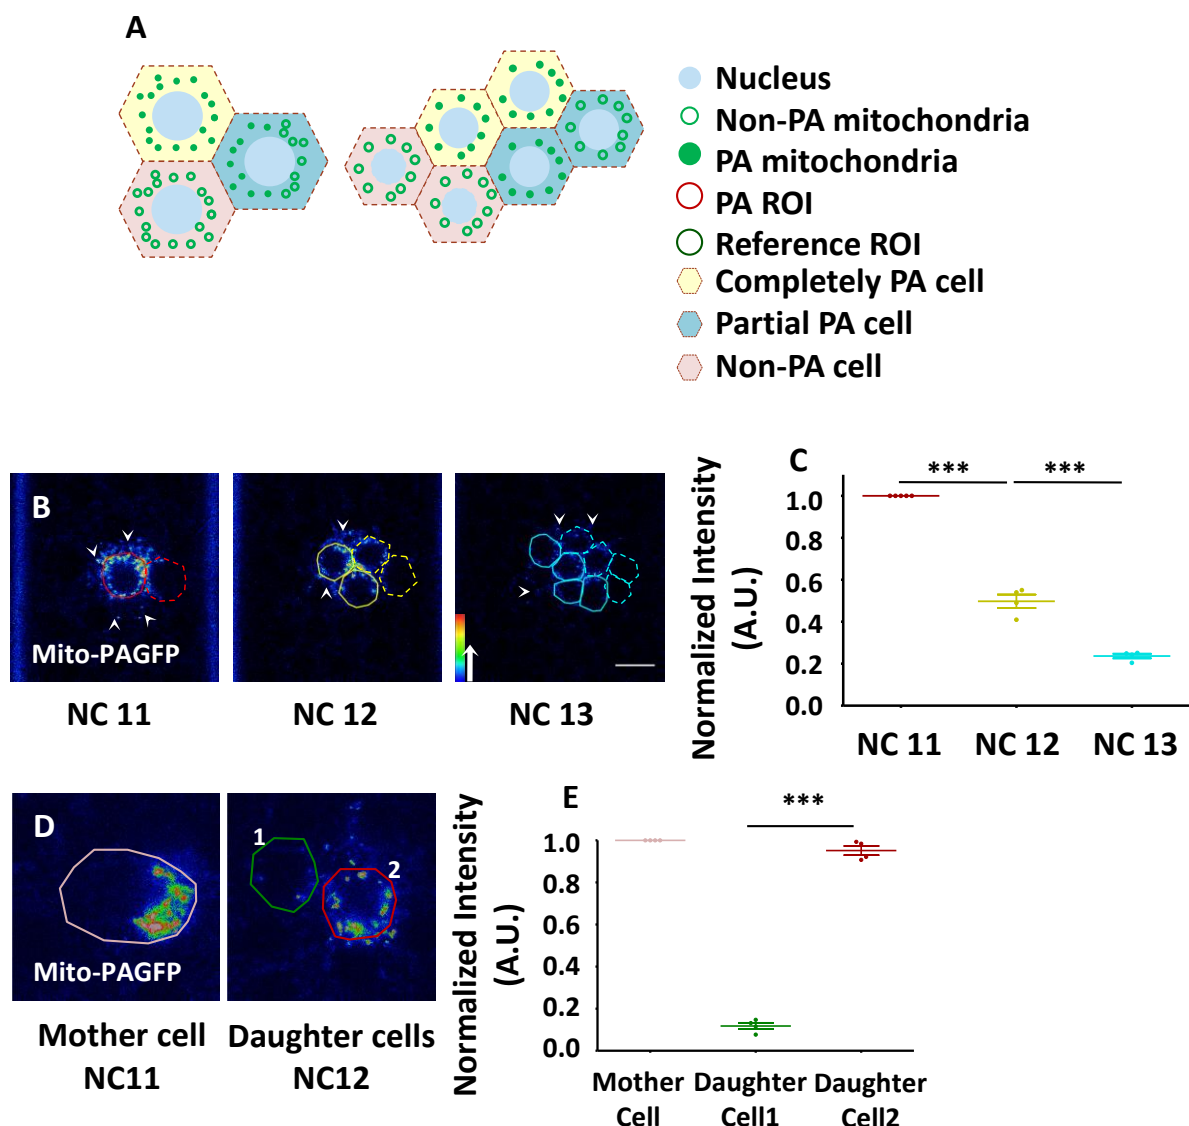 A
Nucleus
Non-PA mitochondria
PA mitochondria
PA ROI
Reference ROI
Completely PA cell
Partial PA cell
Non-PA cell
B
Mito-PAGFP
NC 11
NC 12
NC 13
C
***
***
Normalized Intensity
(A.U.)
1.0
0.8
0.6
0.4
0.2
0.0
NC 11
NC 12
NC 13
D
Mito-PAGFP
1
2
Mother cell
NC11
Daughter cells
NC12
E
***
Normalized Intensity
(A.U.)
1.0
0.8
0.6
0.4
0.2
0.0
Mother
Cell
Daughter
Cell1
Daughter
Cell2